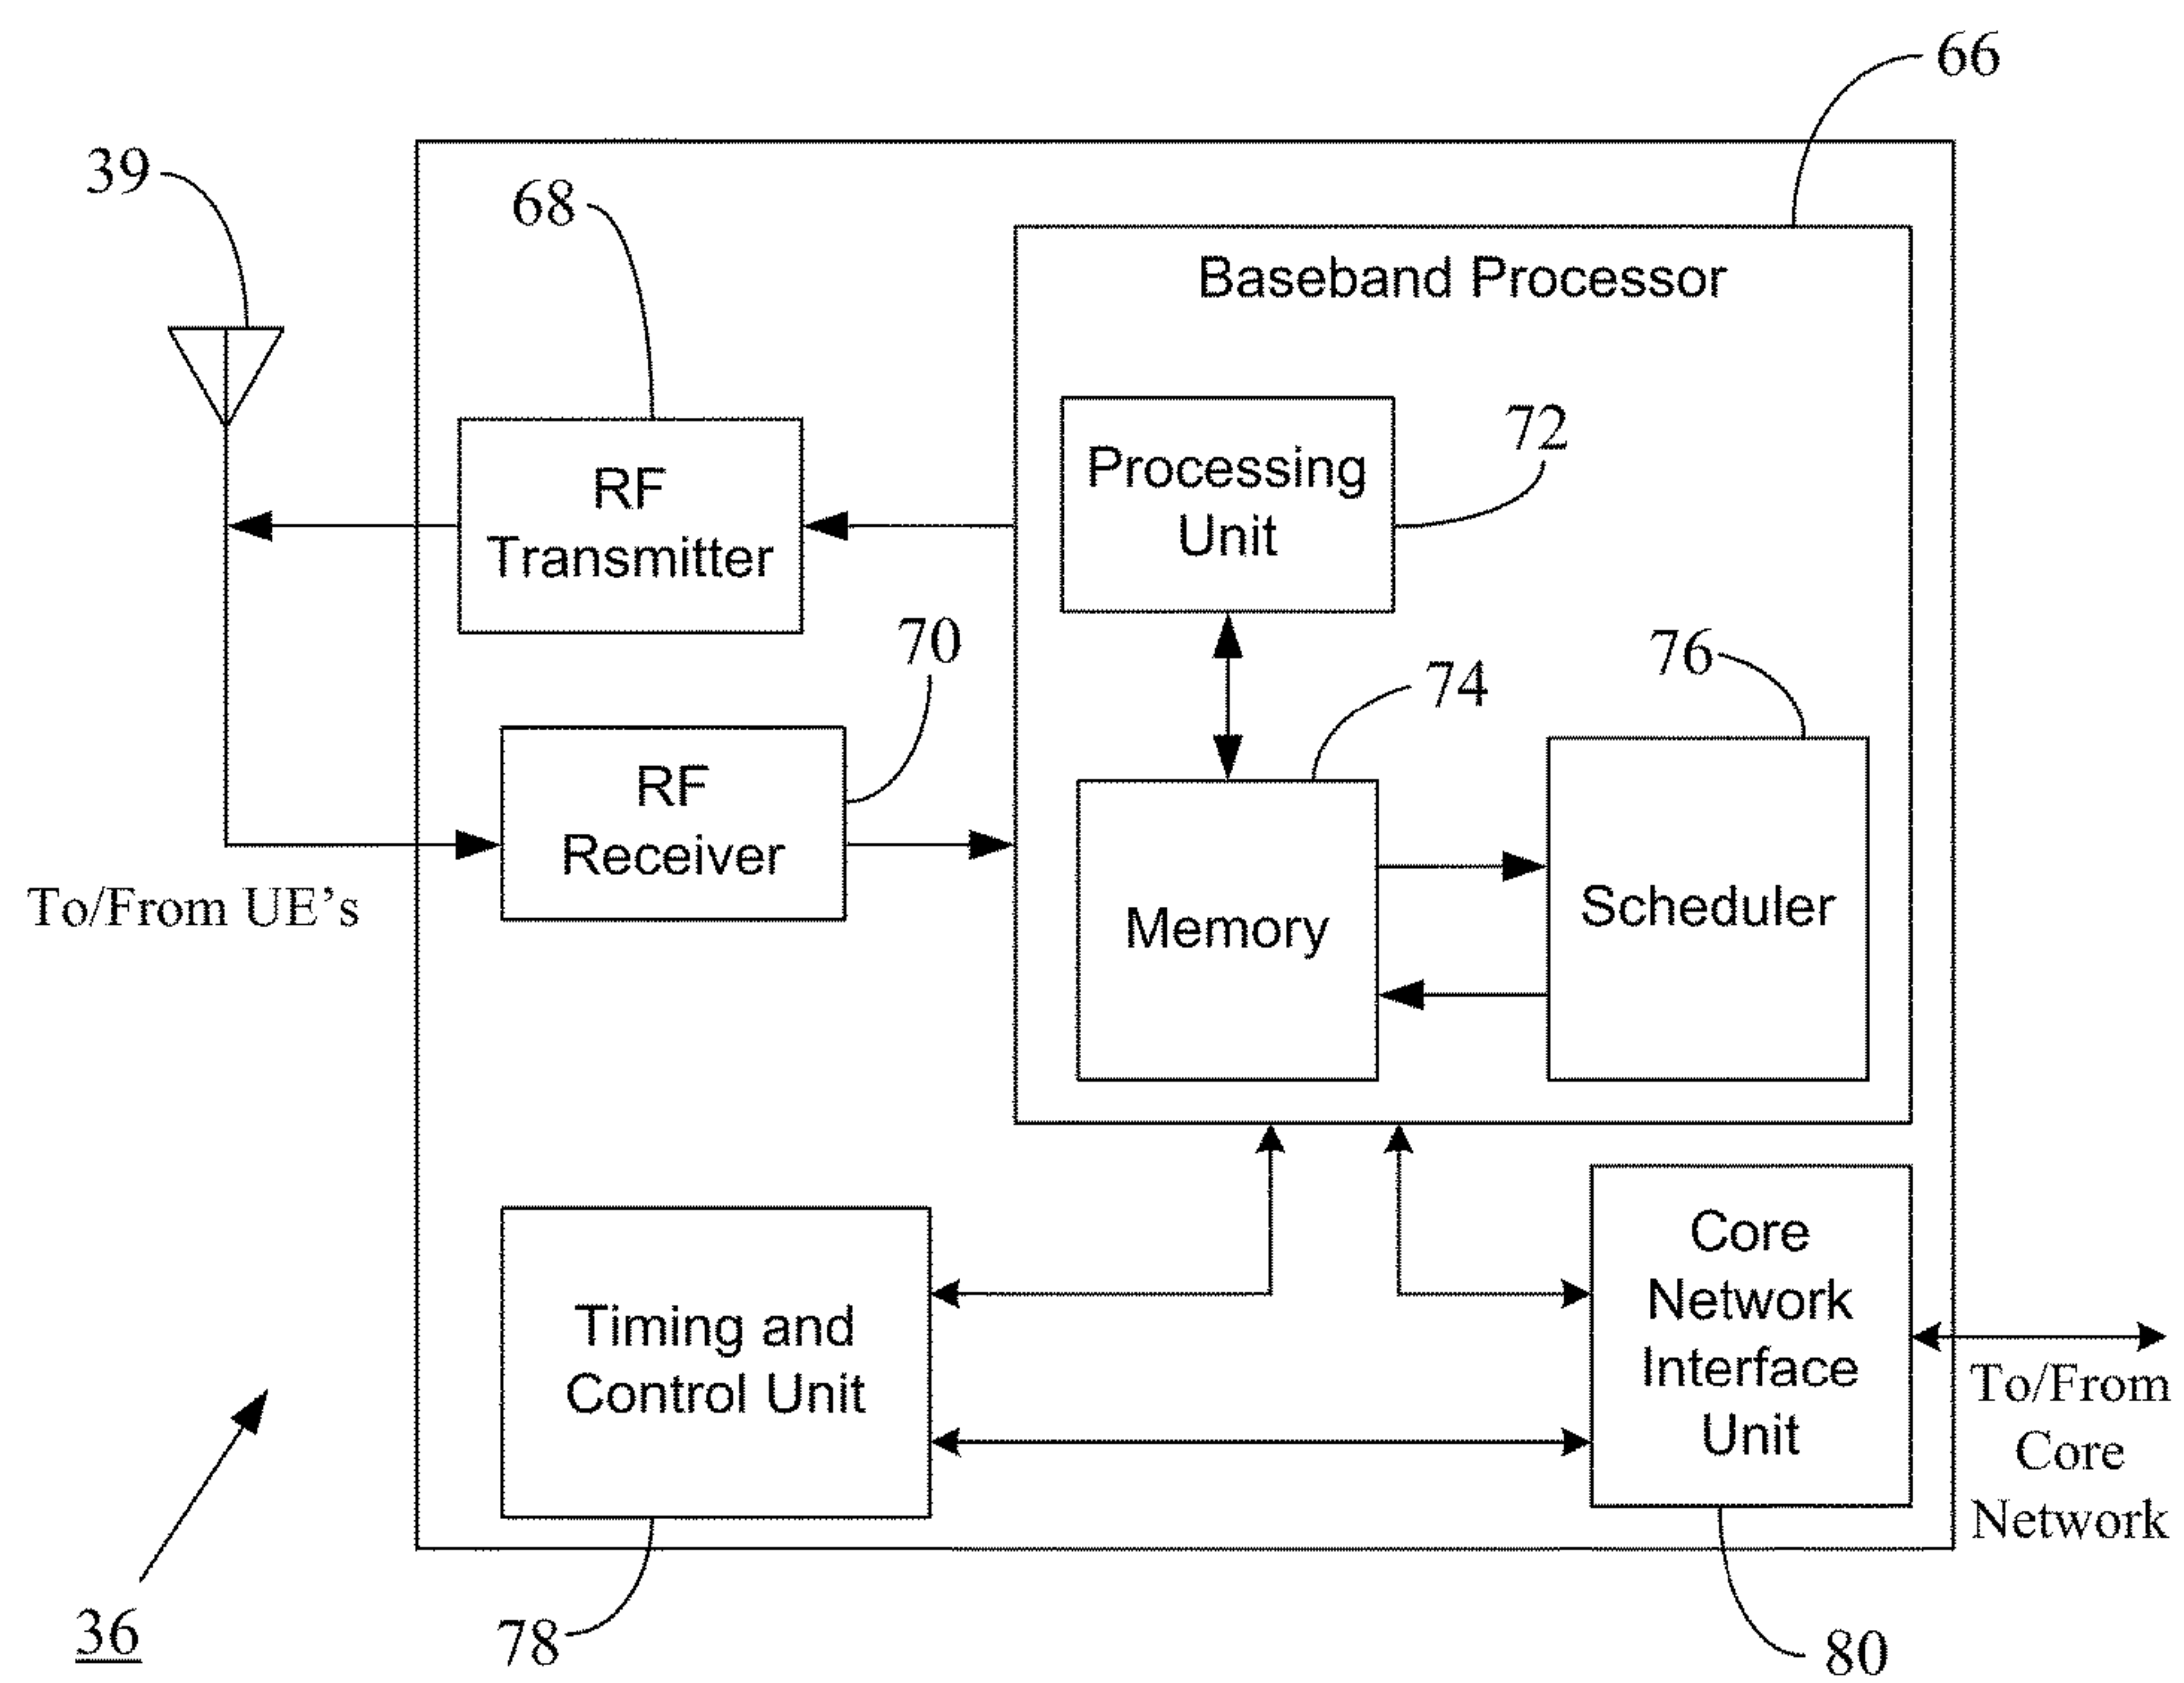 66
39
68
Baseband Processor
72
Processing
Unit
RF
Transmitter
70
76
74
RF
Receiver
To/From UE’s
Memory
Scheduler
Core
Network
Interface
Unit
Timing and
Control Unit
To/From
Core
Network
36
78
80